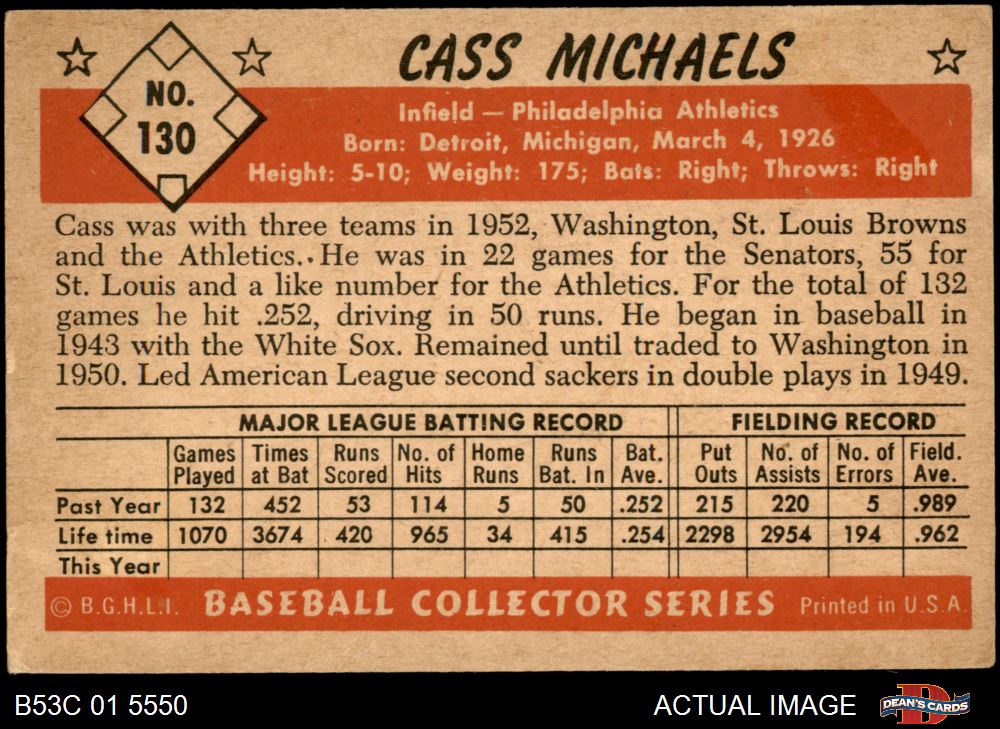 CASS MICHAELS
NO.
130
Infield — Philadelphia Athletics
Born: Detroit, Michigan, March 4, 1926
Height: 5-10; Weight: 175; Bats: Right; Throws: Right
Cass was with three teams in 1952, Washington, St. Louis Browns
and the Athletics. He was in 22 games for the Senators, 55 for
St. Louis and a like number for the Athletics. For the total of 132
games he hit .252, driving in 50 runs. He began in baseball in
1943 with the White Sox. Remained until traded to Washington in
1950. Led American League second sackers in double plays in 1949.
MAJOR LEAGUE BATTING RECORD FIELDING RECORD
Games Times Runs No. of Home Runs Bat. Put No. of No. of Field.
Played at Bat Scored Hits Runs Bat. In Ave. Outs Assists Errors Ave.
Past Year 132 452 53 114 5 50 .252 215 220 5 .989
Life time 1070 3674 420 965 34 415 .254 2298 2954 194 .962
This Year
© B.G.H.L.I. BASEBALL COLLECTOR SERIES Printed in U.S.A.
B53C 01 5550 ACTUAL IMAGE DEAN'S CARDS